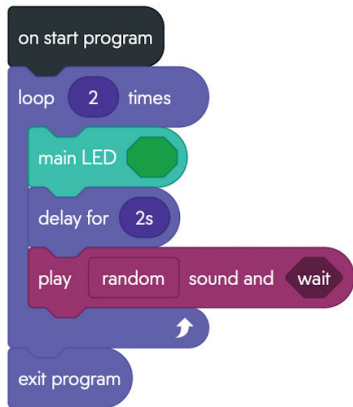 on start program
loop 2 times
main LED
delay for 2s
play random sound and wait
exit program